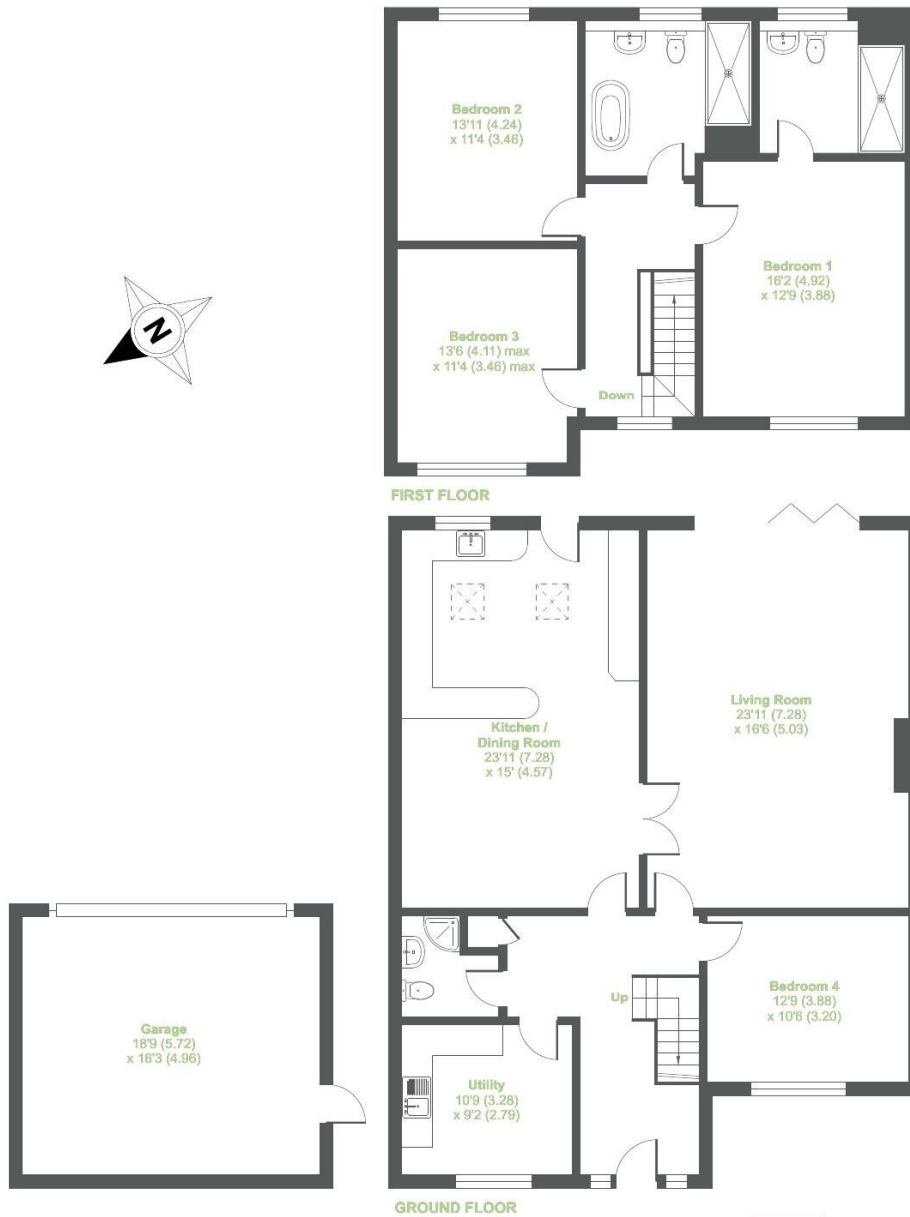 Bedroom 2
13'11 (4.24)
x 11'4 (3.46)
Bedroom 1
16'2 (4.92)
x 12'9 (3.88)
Bedroom 3
13'6 (4.11) max
x 11'4 (3.46) max
Down
N
FIRST FLOOR
Living Room
23'11 (7.28)
x 16'6 (5.03)
Kitchen /
Dining Room
23'11 (7.28)
x 15' (4.57)
Up
Bedroom 4
12'9 (3.88)
x 10'6 (3.20)
Garage
18'9 (5.72)
x 16'3 (4.96)
Utility
10'9 (3.28)
x 9'2 (2.79)
GROUND FLOOR